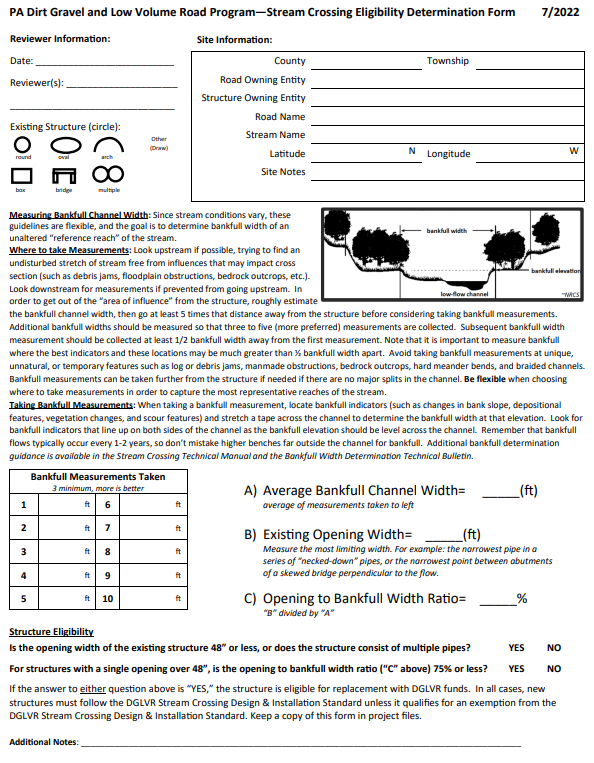 PA Dirt Gravel and Low Volume Road Program—Stream Crossing Eligibility Determination Form 7/2022
Reviewer Information:
Date: ___________________________
Reviewer(s): ______________________
________________________________
Existing Structure (circle):
round
oval
arch
Other
(Draw)
box
bridge
multiple
Site Information:
County
Township
Road Owning Entity
Structure Owning Entity
Road Name
Stream Name
Latitude N Longitude W
Site Notes
Measuring Bankfull Channel Width: Since stream conditions vary, these
guidelines are flexible, and the goal is to determine bankfull width of an
unaltered “reference reach” of the stream.
Where to take Measurements: Look upstream if possible, trying to find an
undisturbed stretch of stream free from influences that may impact cross
section (such as debris jams, floodplain obstructions, bedrock outcrops, etc.).
Look downstream for measurements if prevented from going upstream. In
order to get out of the “area of influence” from the structure, roughly estimate
the bankfull channel width, then go at least 5 times that distance away from the structure before considering taking bankfull measurements.
Additional bankfull widths should be measured so that three to five (more preferred) measurements are collected. Subsequent bankfull width
measurement should be collected at least 1/2 bankfull width away from the first measurement. Note that it is important to measure bankfull
where the best indicators and these locations may be much greater than ½ bankfull width apart. Avoid taking bankfull measurements at unique,
unnatural, or temporary features such as log or debris jams, manmade obstructions, bedrock outcrops, hard meander bends, and braided channels.
Bankfull measurements can be taken further from the structure if needed if there are no major splits in the channel. Be flexible when choosing
where to take measurements in order to capture the most representative reaches of the stream.
bankfull width
bankfull elevation
low-flow channel
~NRCS
Taking Bankfull Measurements: When taking a bankfull measurement, locate bankfull indicators (such as changes in bank slope, depositional
features, vegetation changes, and scour features) and stretch a tape across the channel to determine the bankfull width at that elevation. Look for
bankfull indicators that line up on both sides of the channel as the bankfull elevation should be level across the channel. Remember that bankfull
flows typically occur every 1-2 years, so don’t mistake higher benches far outside the channel for bankfull. Additional bankfull determination
guidance is available in the Stream Crossing Technical Manual and the Bankfull Width Determination Technical Bulletin.
Bankfull Measurements Taken
3 minimum, more is better
1 ft 6 ft
2 ft 7 ft
3 ft 8 ft
4 ft 9 ft
5 ft 10 ft
A) Average Bankfull Channel Width= _____(ft)
average of measurements taken to left
B) Existing Opening Width= _____(ft)
Measure the most limiting width. For example: the narrowest pipe in a
series of “necked-down” pipes, or the narrowest point between abutments
of a skewed bridge perpendicular to the flow.
C) Opening to Bankfull Width Ratio= _____%
“B” divided by “A”
Structure Eligibility
Is the opening width of the existing structure 48” or less, or does the structure consist of multiple pipes? YES NO
For structures with a single opening over 48”, is the opening to bankfull width ratio (“C” above) 75% or less? YES NO
If the answer to either question above is “YES,” the structure is eligible for replacement with DGLVR funds. In all cases, new
structures must follow the DGLVR Stream Crossing Design & Installation Standard unless it qualifies for an exemption from the
DGLVR Stream Crossing Design & Installation Standard. Keep a copy of this form in project files.
Additional Notes: ____________________________________________________________________________________